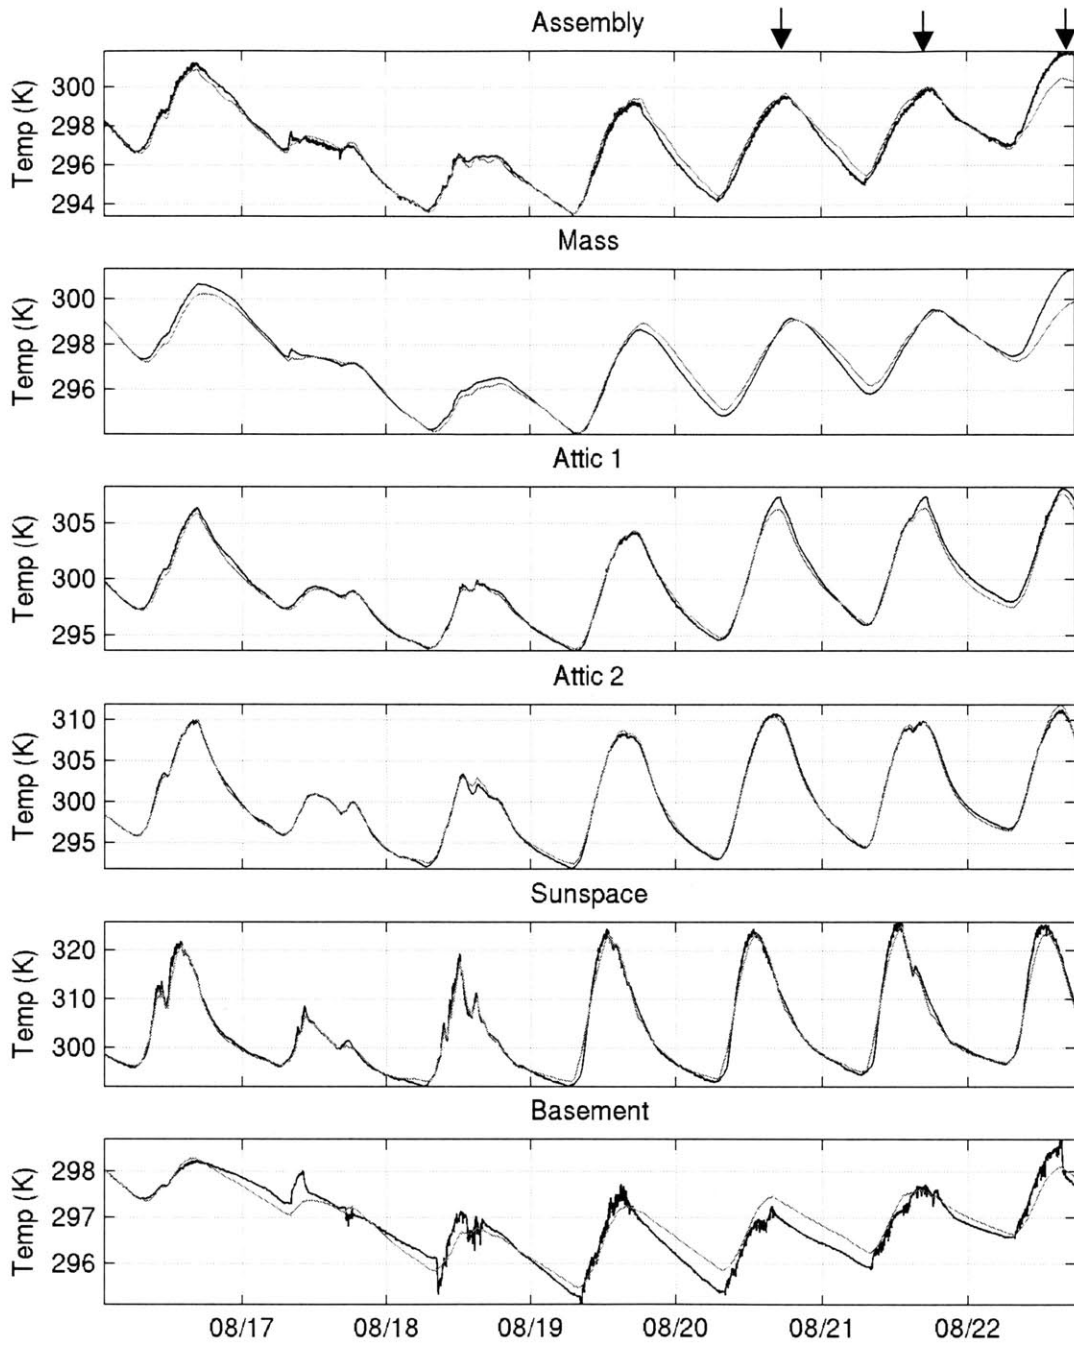 Assembly
Temp (K)
300
298
296
294
Mass
Temp (K)
300
298
296
Attic 1
Temp (K)
305
300
295
Attic 2
Temp (K)
310
305
300
295
Sunspace
Temp (K)
320
310
300
Basement
Temp (K)
298
297
296
08/17 08/18 08/19 08/20 08/21 08/22